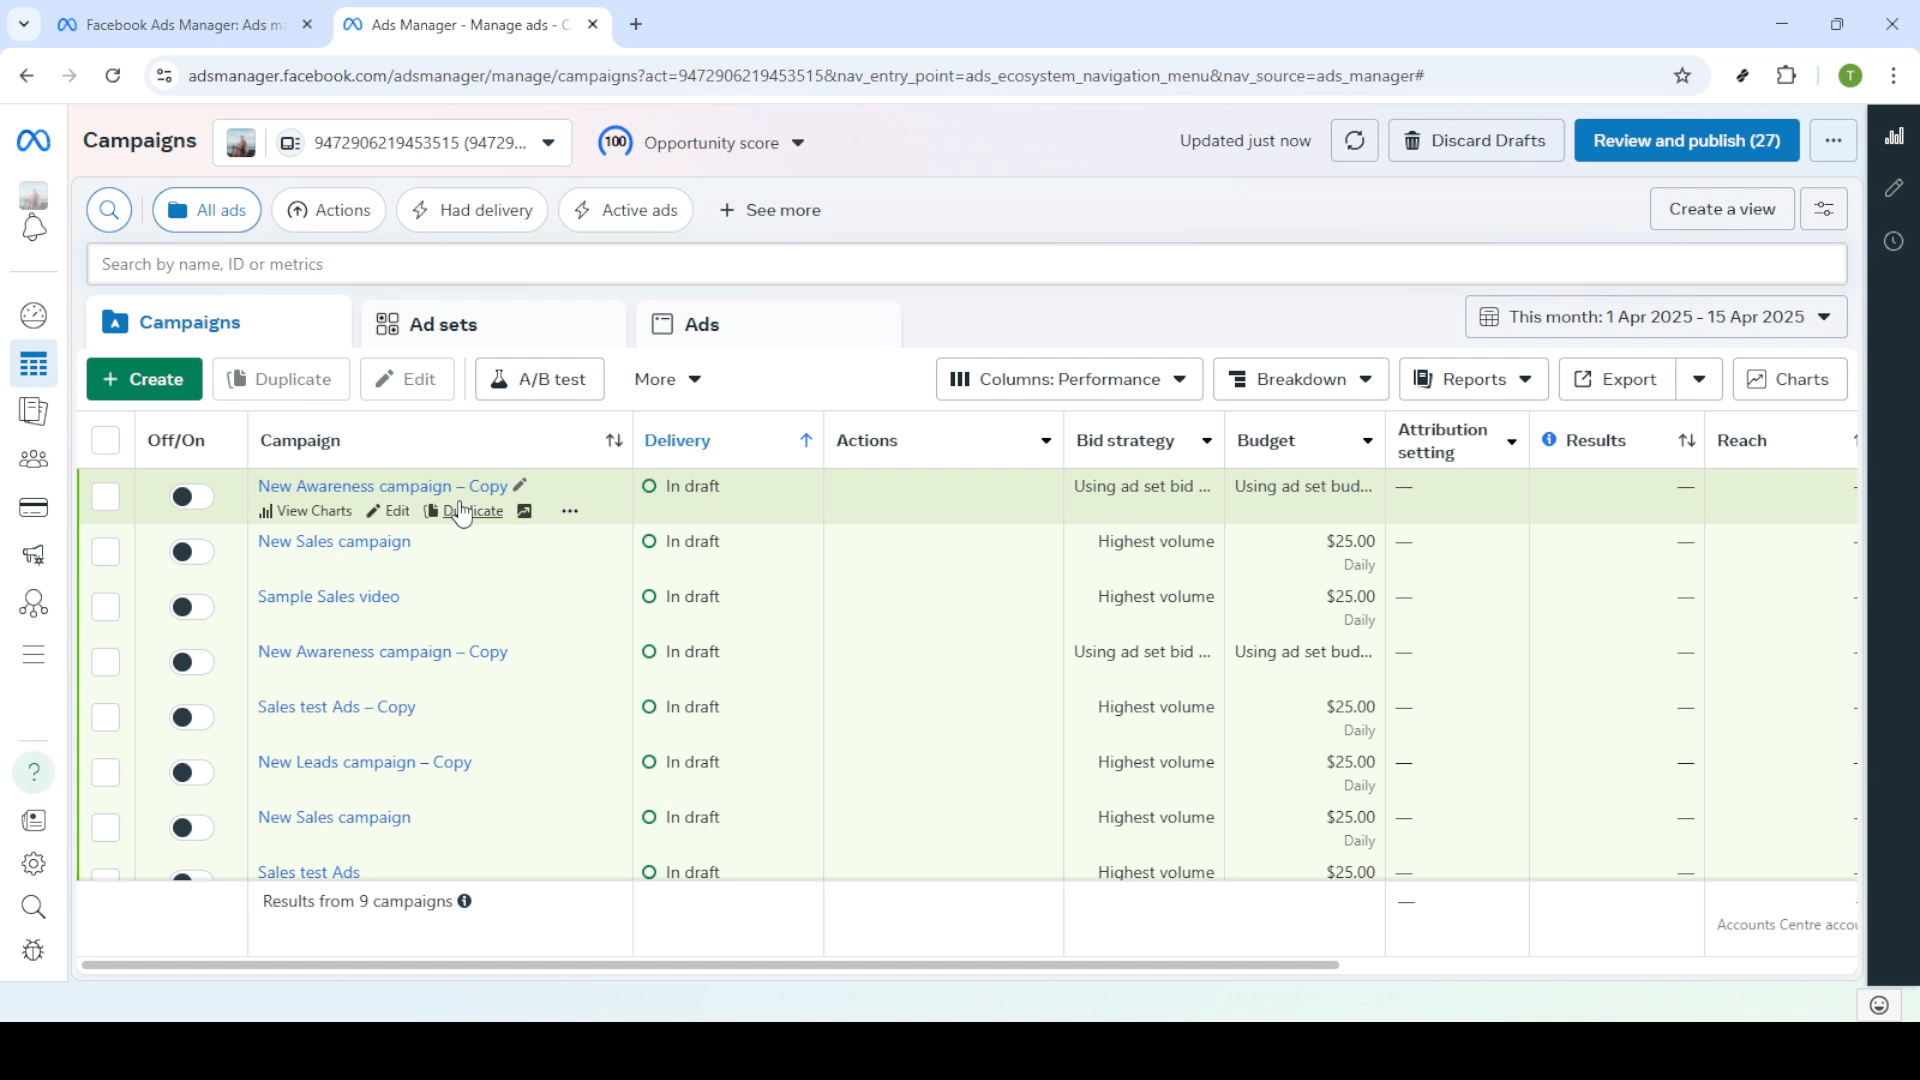 Facebook Ads Manager: Ads m
Ads Manager - Manage ads - C
adsmanager.facebook.com/adsmanager/manage/campaigns?act=9472906219453515&nav_entry_point=ads_ecosystem_navigation_menu&nav_source=ads_manager#
T
Campaigns
9472906219453515 (94729...
100
Opportunity score
Updated just now
Discard Drafts
Review and publish (27)
All ads
Actions
Had delivery
Active ads
+ See more
Create a view
Search by name, ID or metrics
Campaigns
Ad sets
Ads
This month: 1 Apr 2025 - 15 Apr 2025
+ Create
Duplicate
Edit
A/B test
More
Columns: Performance
Breakdown
Reports
Export
Charts
Off/On
Campaign
Delivery
Actions
Bid strategy
Budget
Attribution
setting
Results
Reach
New Awareness campaign – Copy
In draft
Using ad set bid ...
Using ad set bud...
—
—
View Charts
Edit
New Sales campaign
In draft
Highest volume
$25.00
—
—
Daily
Sample Sales video
In draft
Highest volume
$25.00
—
—
Daily
New Awareness campaign – Copy
In draft
Using ad set bid ...
Using ad set bud...
—
—
Sales test Ads – Copy
In draft
Highest volume
$25.00
—
—
Daily
New Leads campaign – Copy
In draft
Highest volume
$25.00
—
—
Daily
New Sales campaign
In draft
Highest volume
$25.00
—
—
Daily
Sales test Ads
In draft
Highest volume
$25.00
—
—
Results from 9 campaigns
—
Accounts Centre accou
?